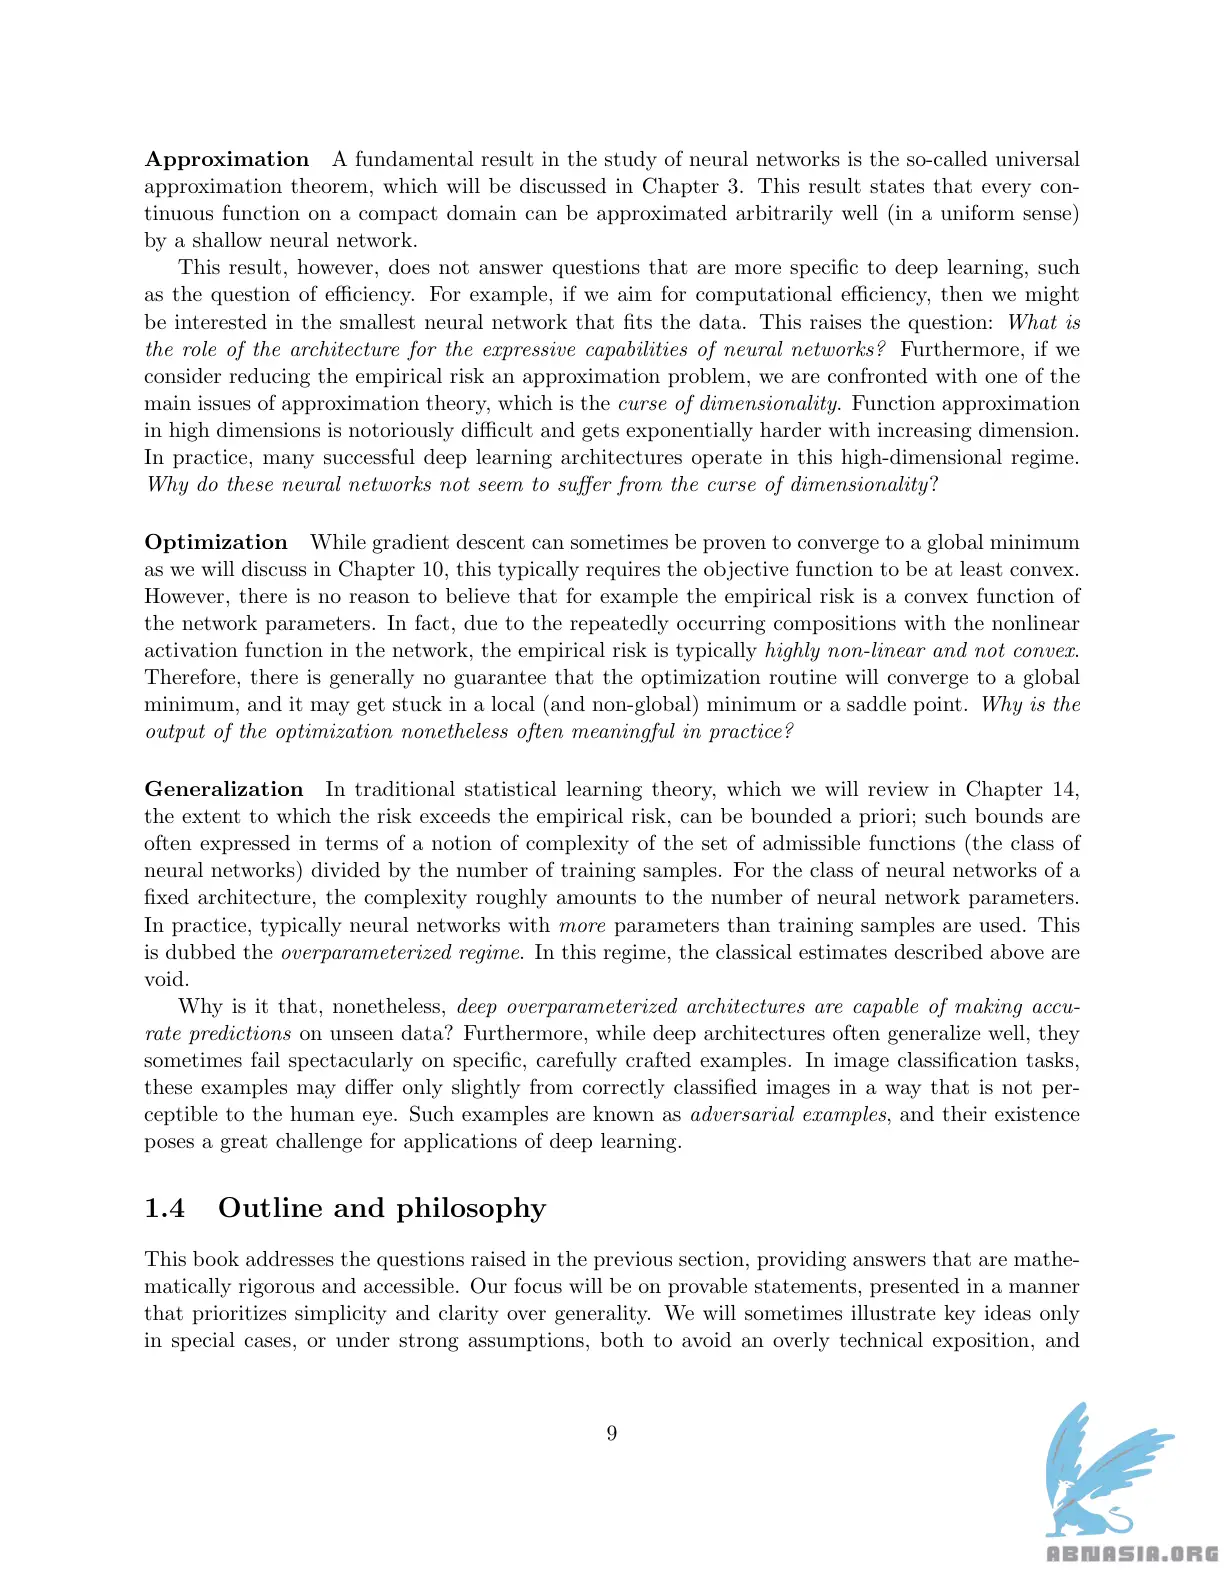 Approximation A fundamental result in the study of neural networks is the so-called universal
approximation theorem, which will be discussed in Chapter 3. This result states that every con-
tinuous function on a compact domain can be approximated arbitrarily well (in a uniform sense)
by a shallow neural network.
This result, however, does not answer questions that are more specific to deep learning, such
as the question of efficiency. For example, if we aim for computational efficiency, then we might
be interested in the smallest neural network that fits the data. This raises the question: What is
the role of the architecture for the expressive capabilities of neural networks? Furthermore, if we
consider reducing the empirical risk an approximation problem, we are confronted with one of the
main issues of approximation theory, which is the curse of dimensionality. Function approximation
in high dimensions is notoriously difficult and gets exponentially harder with increasing dimension.
In practice, many successful deep learning architectures operate in this high-dimensional regime.
Why do these neural networks not seem to suffer from the curse of dimensionality?
Optimization While gradient descent can sometimes be proven to converge to a global minimum
as we will discuss in Chapter 10, this typically requires the objective function to be at least convex.
However, there is no reason to believe that for example the empirical risk is a convex function of
the network parameters. In fact, due to the repeatedly occurring compositions with the nonlinear
activation function in the network, the empirical risk is typically highly non-linear and not convex.
Therefore, there is generally no guarantee that the optimization routine will converge to a global
minimum, and it may get stuck in a local (and non-global) minimum or a saddle point. Why is the
output of the optimization nonetheless often meaningful in practice?
Generalization In traditional statistical learning theory, which we will review in Chapter 14,
the extent to which the risk exceeds the empirical risk, can be bounded a priori; such bounds are
often expressed in terms of a notion of complexity of the set of admissible functions (the class of
neural networks) divided by the number of training samples. For the class of neural networks of a
fixed architecture, the complexity roughly amounts to the number of neural network parameters.
In practice, typically neural networks with more parameters than training samples are used. This
is dubbed the overparameterized regime. In this regime, the classical estimates described above are
void.
Why is it that, nonetheless, deep overparameterized architectures are capable of making accu-
rate predictions on unseen data? Furthermore, while deep architectures often generalize well, they
sometimes fail spectacularly on specific, carefully crafted examples. In image classification tasks,
these examples may differ only slightly from correctly classified images in a way that is not per-
ceptible to the human eye. Such examples are known as adversarial examples, and their existence
poses a great challenge for applications of deep learning.
1.4 Outline and philosophy
This book addresses the questions raised in the previous section, providing answers that are mathe-
matically rigorous and accessible. Our focus will be on provable statements, presented in a manner
that prioritizes simplicity and clarity over generality. We will sometimes illustrate key ideas only
in special cases, or under strong assumptions, both to avoid an overly technical exposition, and
9
ABNASIA.ORG